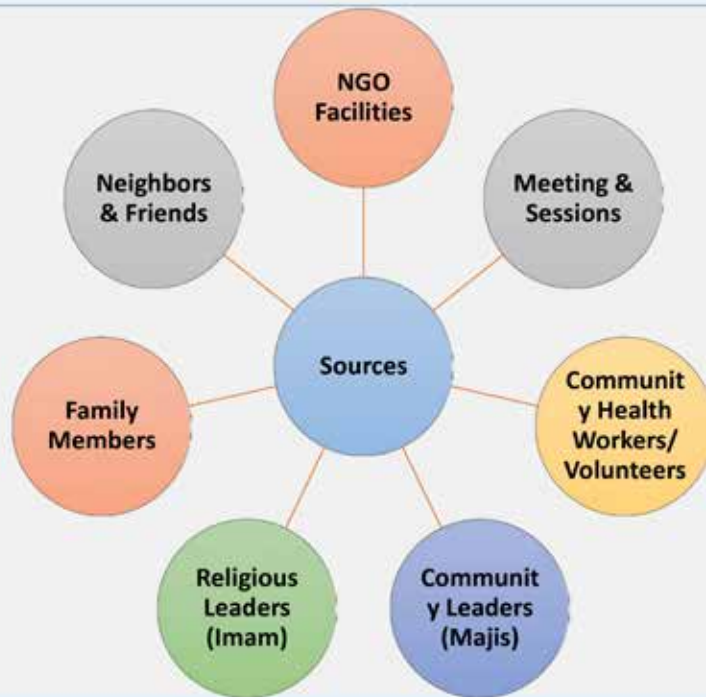 NGO
Facilities
Neighbors
& Friends
Meeting &
Sessions
Sources
Family
Members
Communit
y Health
Workers/
Volunteers
Religious
Leaders
(Imam)
Communit
y Leaders
(Majis)